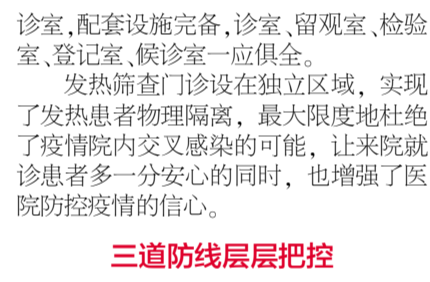 诊室,配套设施完备,诊室、留观室、检验
室、登记室、候诊室一应俱全。
发热筛查门诊设在独立区域，实现
了发热患者物理隔离，最大限度地杜绝
了疫情院内交叉感染的可能，让来院就
诊患者多一分安心的同时，也增强了医
院防控疫情的信心。
三道防线层层把控